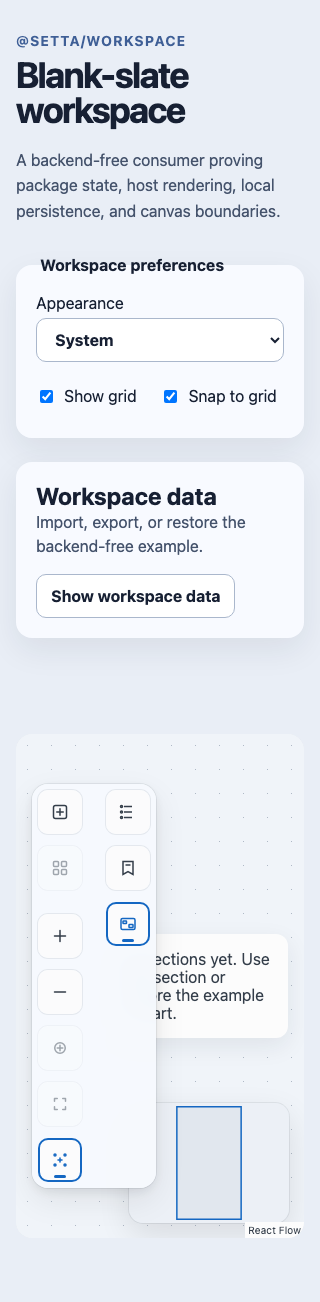 @SETTA/WORKSPACE
Blank-slate
workspace
A backend-free consumer proving
package state, host rendering, local
persistence, and canvas boundaries.
Workspace preferences
Appearance
System
Show grid
Snap to grid
Workspace data
Import, export, or restore the
backend-free example.
Show workspace data
ections yet. Use
section or
re the example
art.
React Flow